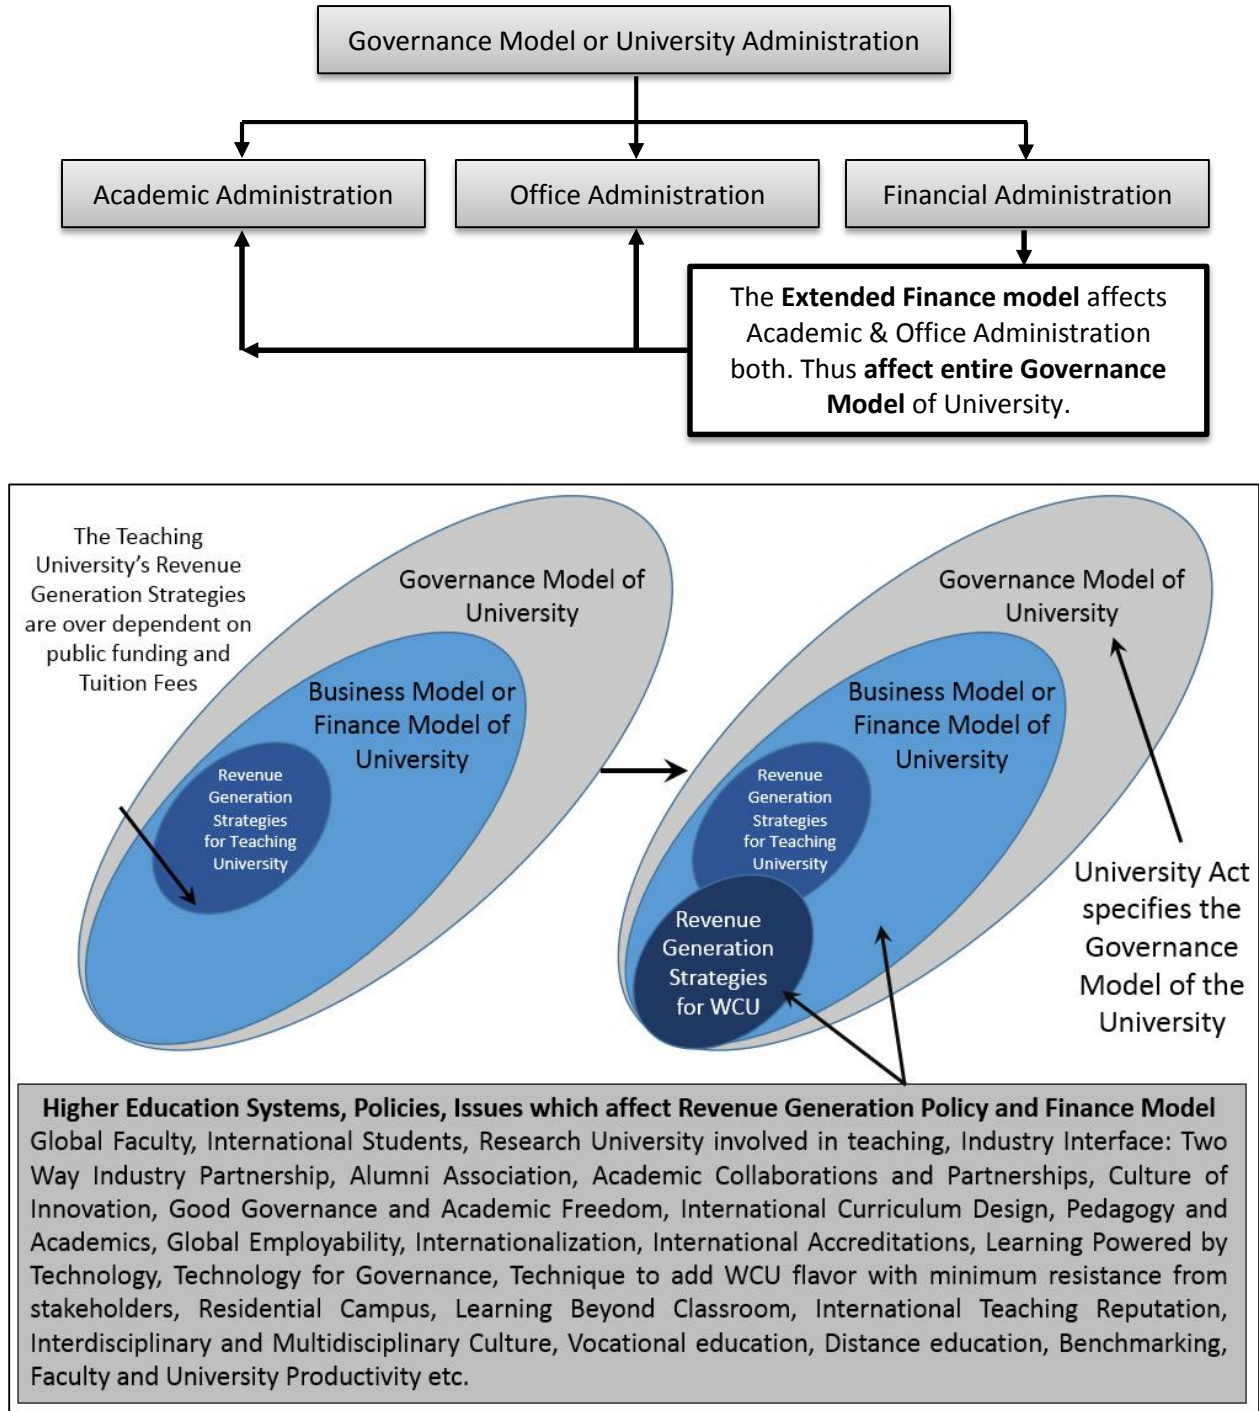 Governance Model or University Administration
Academic Administration
Office Administration
Financial Administration
The Extended Finance model affects
Academic & Office Administration
both. Thus affect entire Governance
Model of University.
The Teaching
University’s Revenue
Generation Strategies
are over dependent on
public funding and
Tuition Fees
Governance Model of
University
Business Model or
Finance Model of
University
Revenue
Generation
Strategies
for Teaching
University
Governance Model of
University
Business Model or
Finance Model of
University
Revenue
Generation
Strategies
for Teaching
University
Revenue
Generation
Strategies
for WCU
University Act
specifies the
Governance
Model of the
University
Higher Education Systems, Policies, Issues which affect Revenue Generation Policy and Finance Model
Global Faculty, International Students, Research University involved in teaching, Industry Interface: Two
Way Industry Partnership, Alumni Association, Academic Collaborations and Partnerships, Culture of
Innovation, Good Governance and Academic Freedom, International Curriculum Design, Pedagogy and
Academics, Global Employability, Internationalization, International Accreditations, Learning Powered by
Technology, Technology for Governance, Technique to add WCU flavor with minimum resistance from
stakeholders, Residential Campus, Learning Beyond Classroom, International Teaching Reputation,
Interdisciplinary and Multidisciplinary Culture, Vocational education, Distance education, Benchmarking,
Faculty and University Productivity etc.